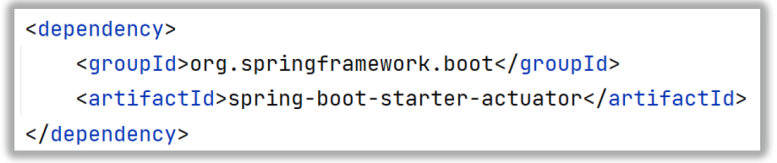 <dependency>
    <groupId>org.springframework.boot</groupId>
    <artifactId>spring-boot-starter-actuator</artifactId>
</dependency>